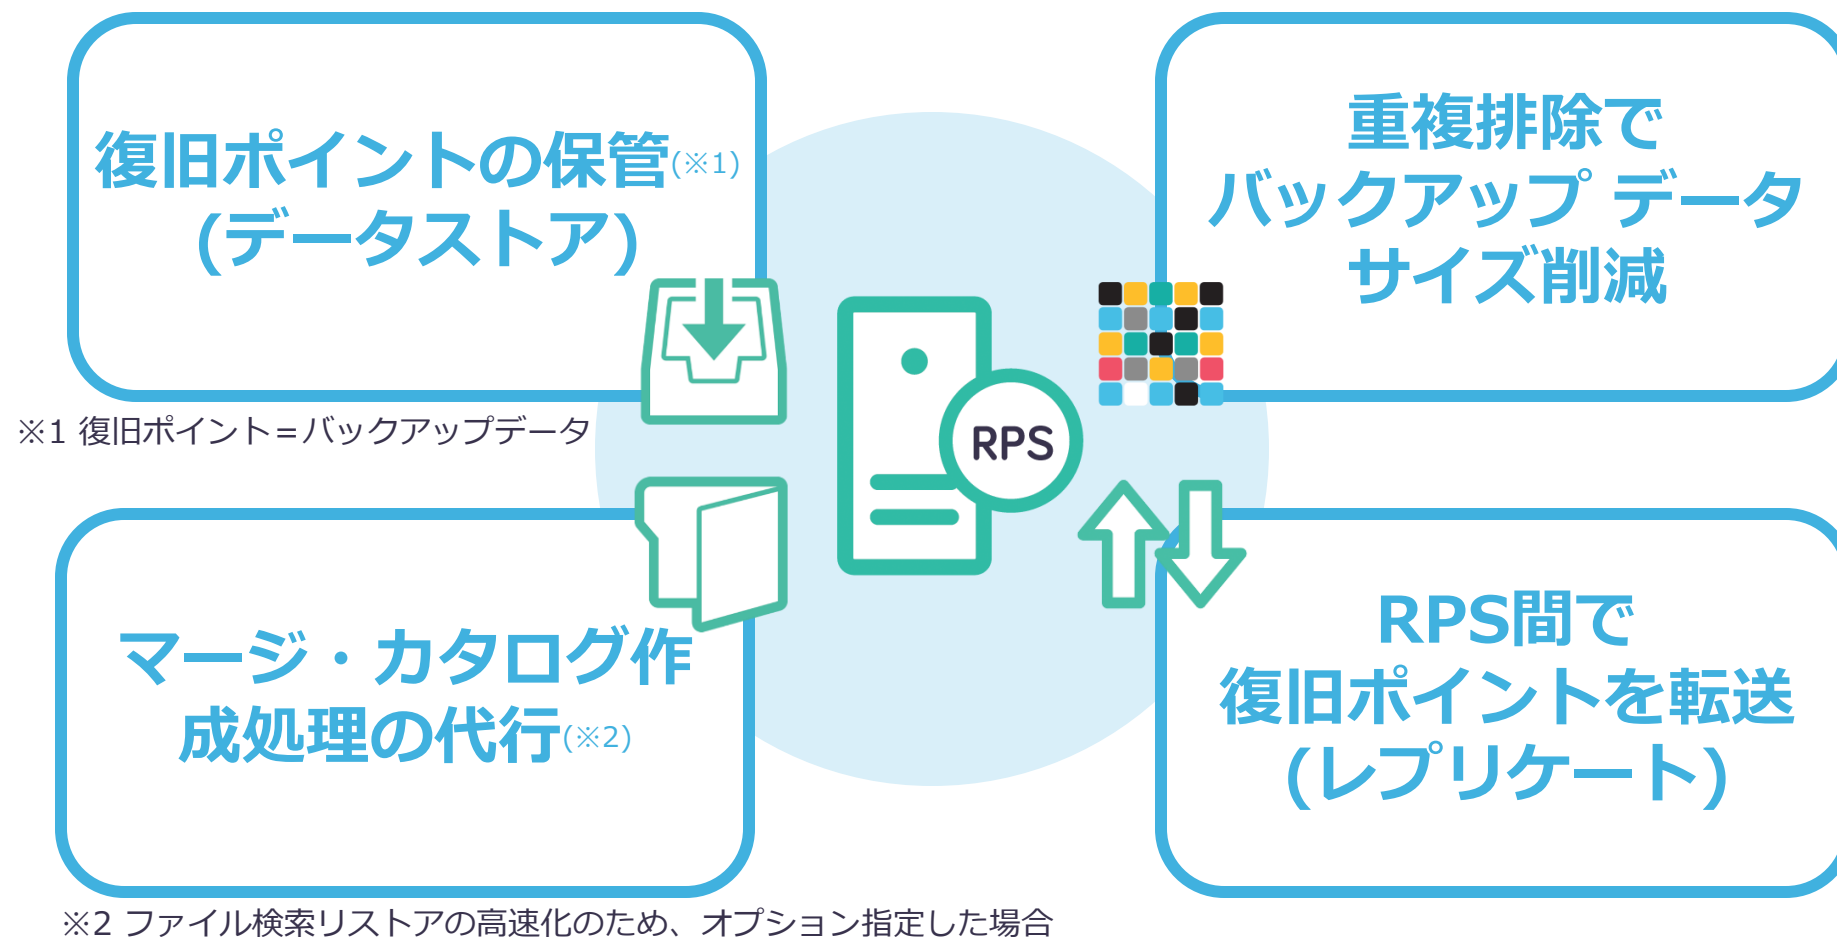 復旧ポイントの保管(※1)
(データストア)
※1 復旧ポイント＝バックアップデータ
重複排除で
バックアップ データ
サイズ削減
RPS
マージ・カタログ作
成処理の代行(※2)
※2 ファイル検索リストアの高速化のため、オプション指定した場合
RPS間で
復旧ポイントを転送
(レプリケート)